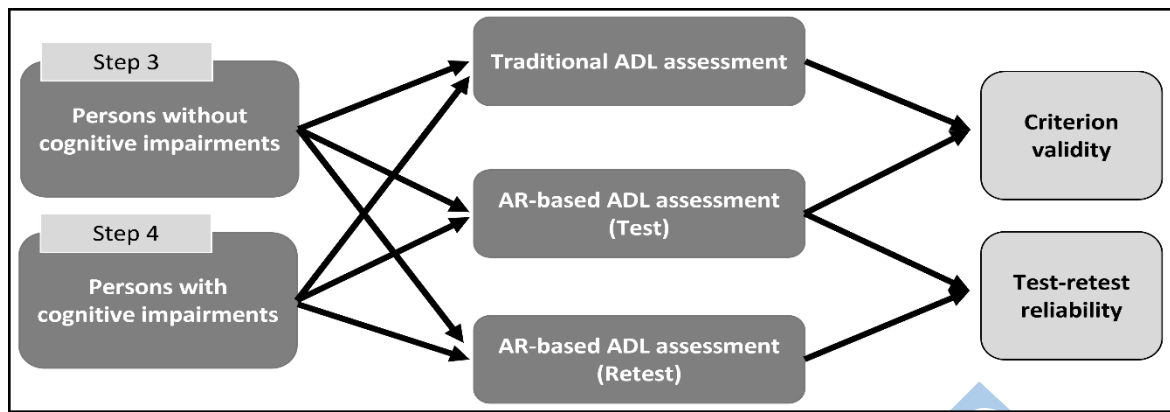 Step 3
Persons without
cognitive impairments
Step 4
Persons with
cognitive impairments
Traditional ADL assessment
AR-based ADL assessment
(Test)
AR-based ADL assessment
(Retest)
Criterion
validity
Test-retest
reliability